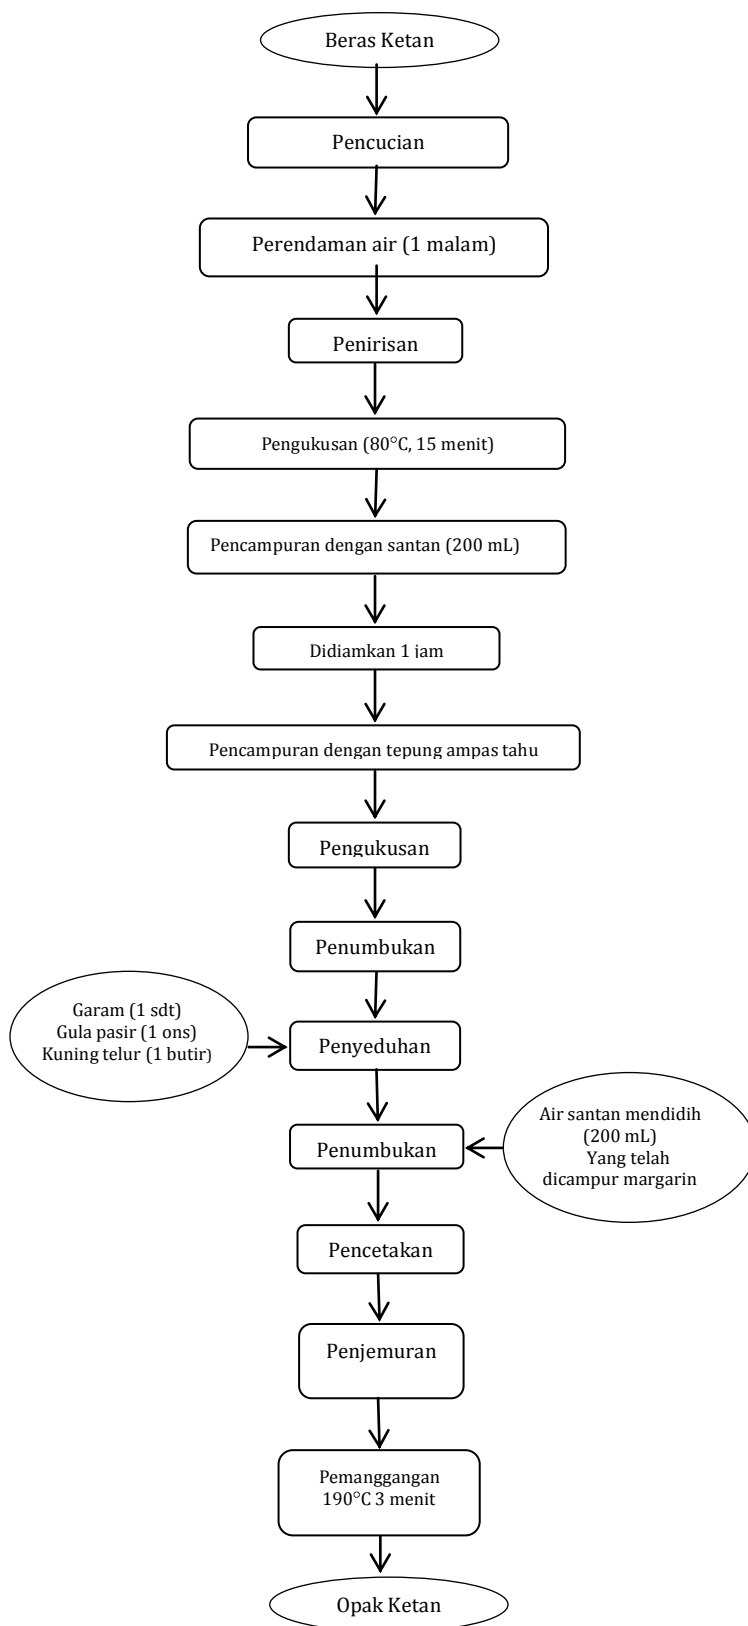 Beras Ketan
Pencucian
Perendaman air (1 malam)
Penirisan
Pengukusan (80°C, 15 menit)
Pencampuran dengan santan (200 mL)
Didiamkan 1 jam
Pencampuran dengan tepung ampas tahu
Pengukusan
Penumbukan
Garam (1 sdt)
Gula pasir (1 ons)
Kuning telur (1 butir)
Penyeduhan
Air santan mendidih
(200 mL)
Yang telah
dicampur margarin
Penumbukan
Pencetakan
Penjemuran
Pemanggangan
190°C 3 menit
Opak Ketan